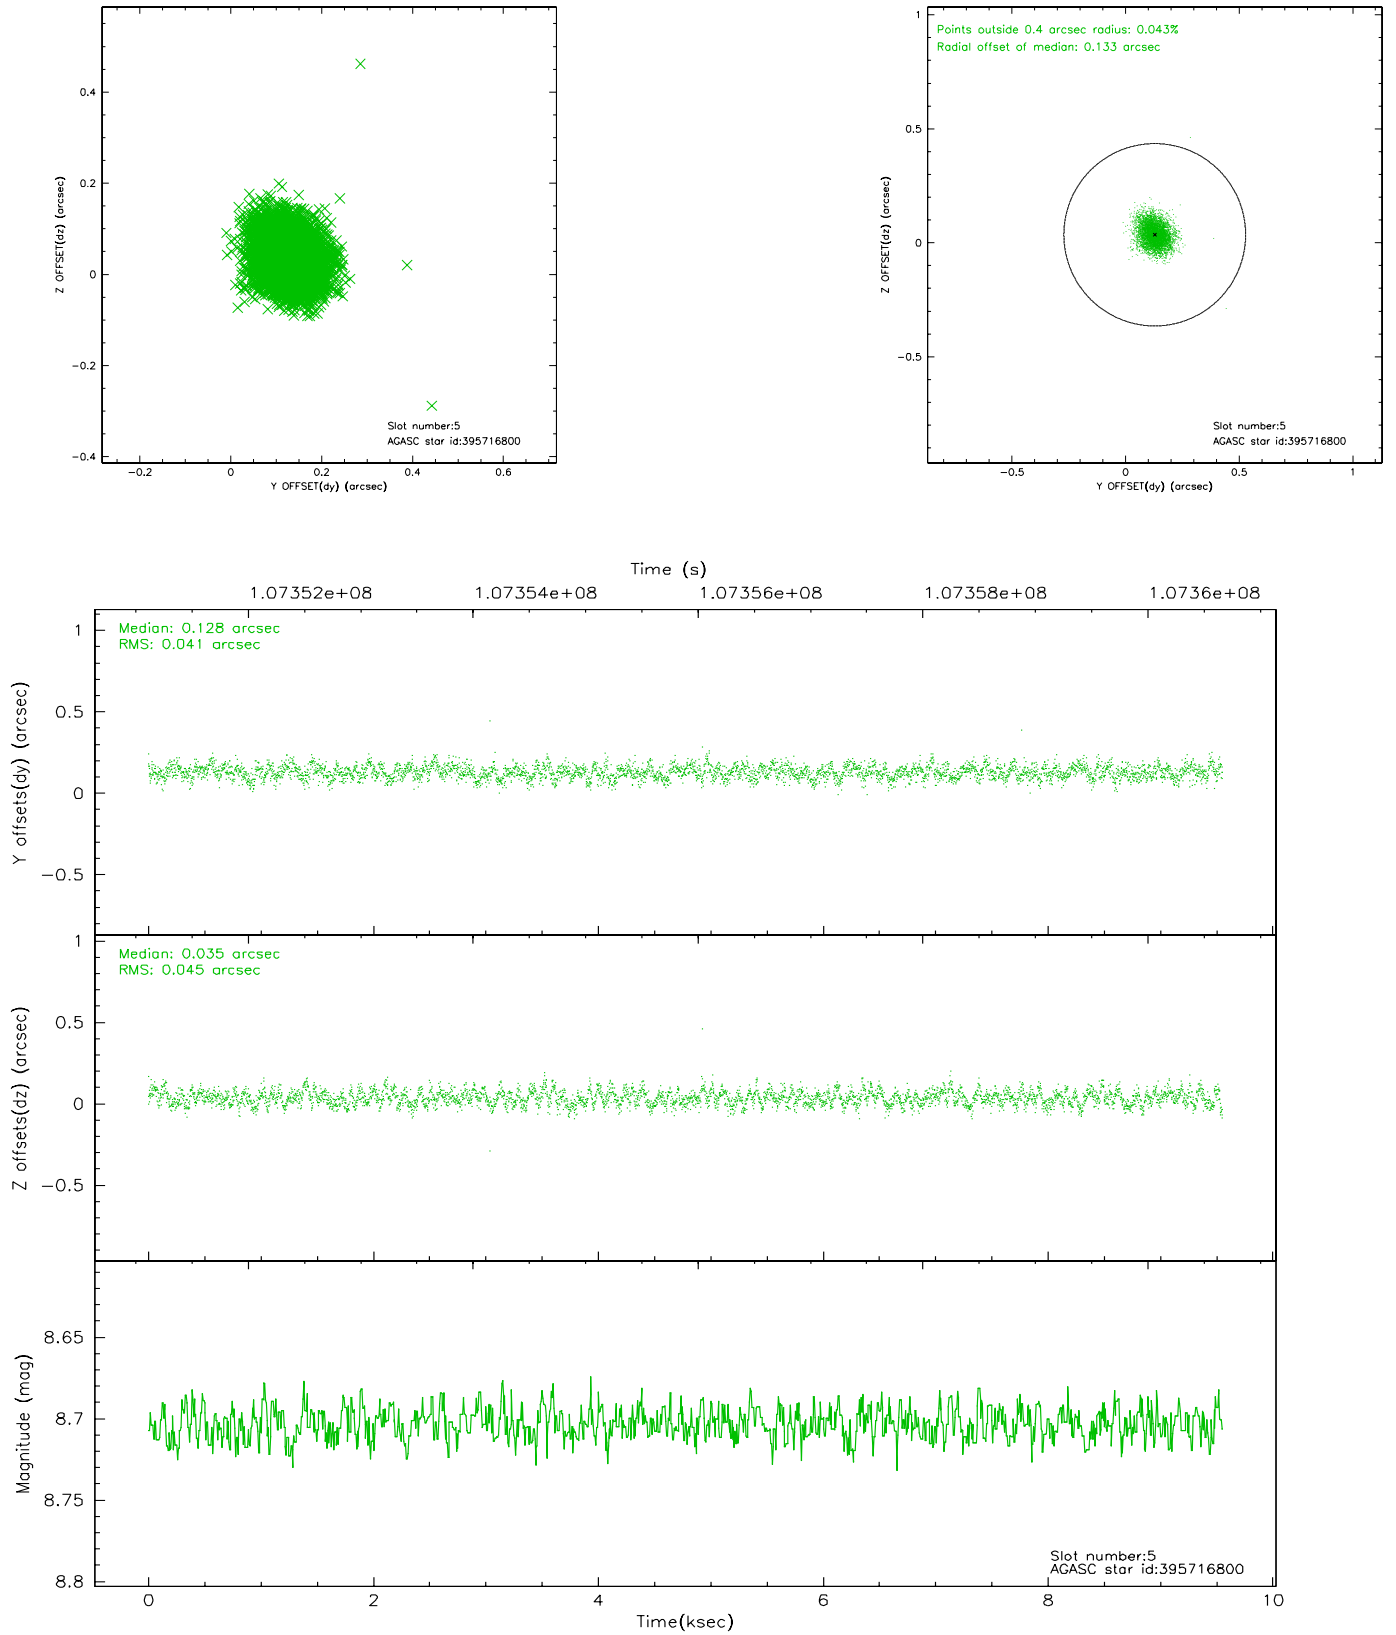 0.4
0.2
0
−0.2
−0.4
Z OFFSET(dz) (arcsec)
−0.2 0 0.2 0.4 0.6
Y OFFSET(dy) (arcsec)
Slot number:5
AGASC star id:395716800
Points outside 0.4 arcsec radius: 0.043%
Radial offset of median: 0.133 arcsec
1
0.5
0
−0.5
Z OFFSET(dz) (arcsec)
−0.5 0 0.5 1
Y OFFSET(dy) (arcsec)
Slot number:5
AGASC star id:395716800
Time (s)
1.07352e+08 1.07354e+08 1.07356e+08 1.07358e+08 1.0736e+08
Median: 0.128 arcsec
RMS: 0.041 arcsec
1
0.5
0
−0.5
Y offsets(dy) (arcsec)
Median: 0.035 arcsec
RMS: 0.045 arcsec
1
0.5
0
−0.5
Z offsets(dz) (arcsec)
8.65
8.7
8.75
8.8
Magnitude (mag)
Slot number:5
AGASC star id:395716800
0 2 4 6 8 10
Time(ksec)